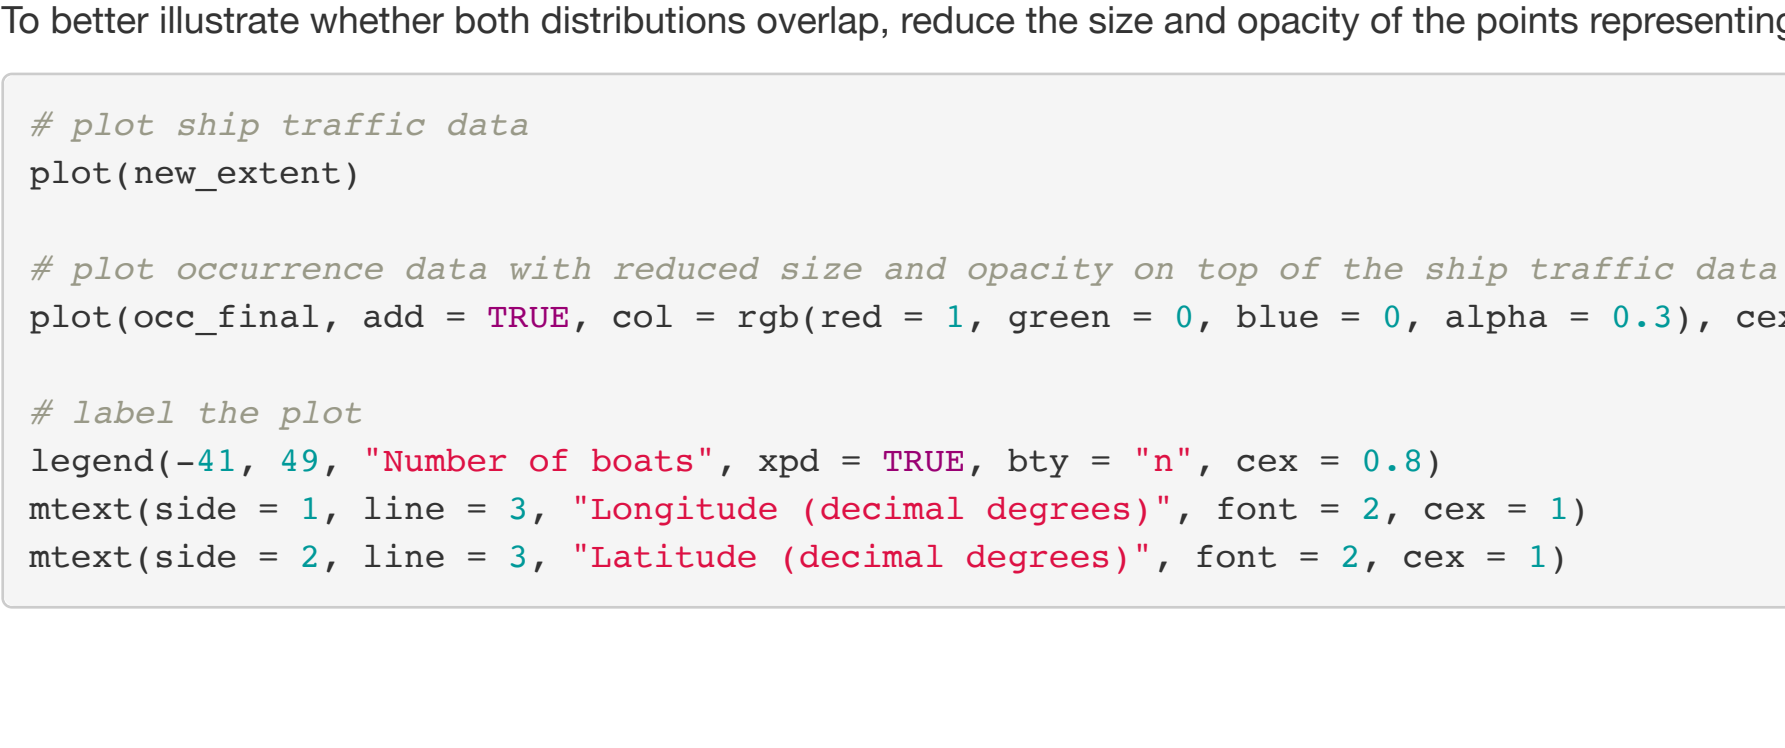 To better illustrate whether both distributions overlap, reduce the size and opacity of the points representing
# plot ship traffic data
plot(new_extent)
# plot occurrence data with reduced size and opacity on top of the ship traffic data
plot(occ_final, add = TRUE, col = rgb(red = 1, green = 0, blue = 0, alpha = 0.3), cex
# label the plot
legend(-41, 49, "Number of boats", xpd = TRUE, bty = "n", cex = 0.8)
mtext(side = 1, line = 3, "Longitude (decimal degrees)", font = 2, cex = 1)
mtext(side = 2, line = 3, "Latitude (decimal degrees)", font = 2, cex = 1)